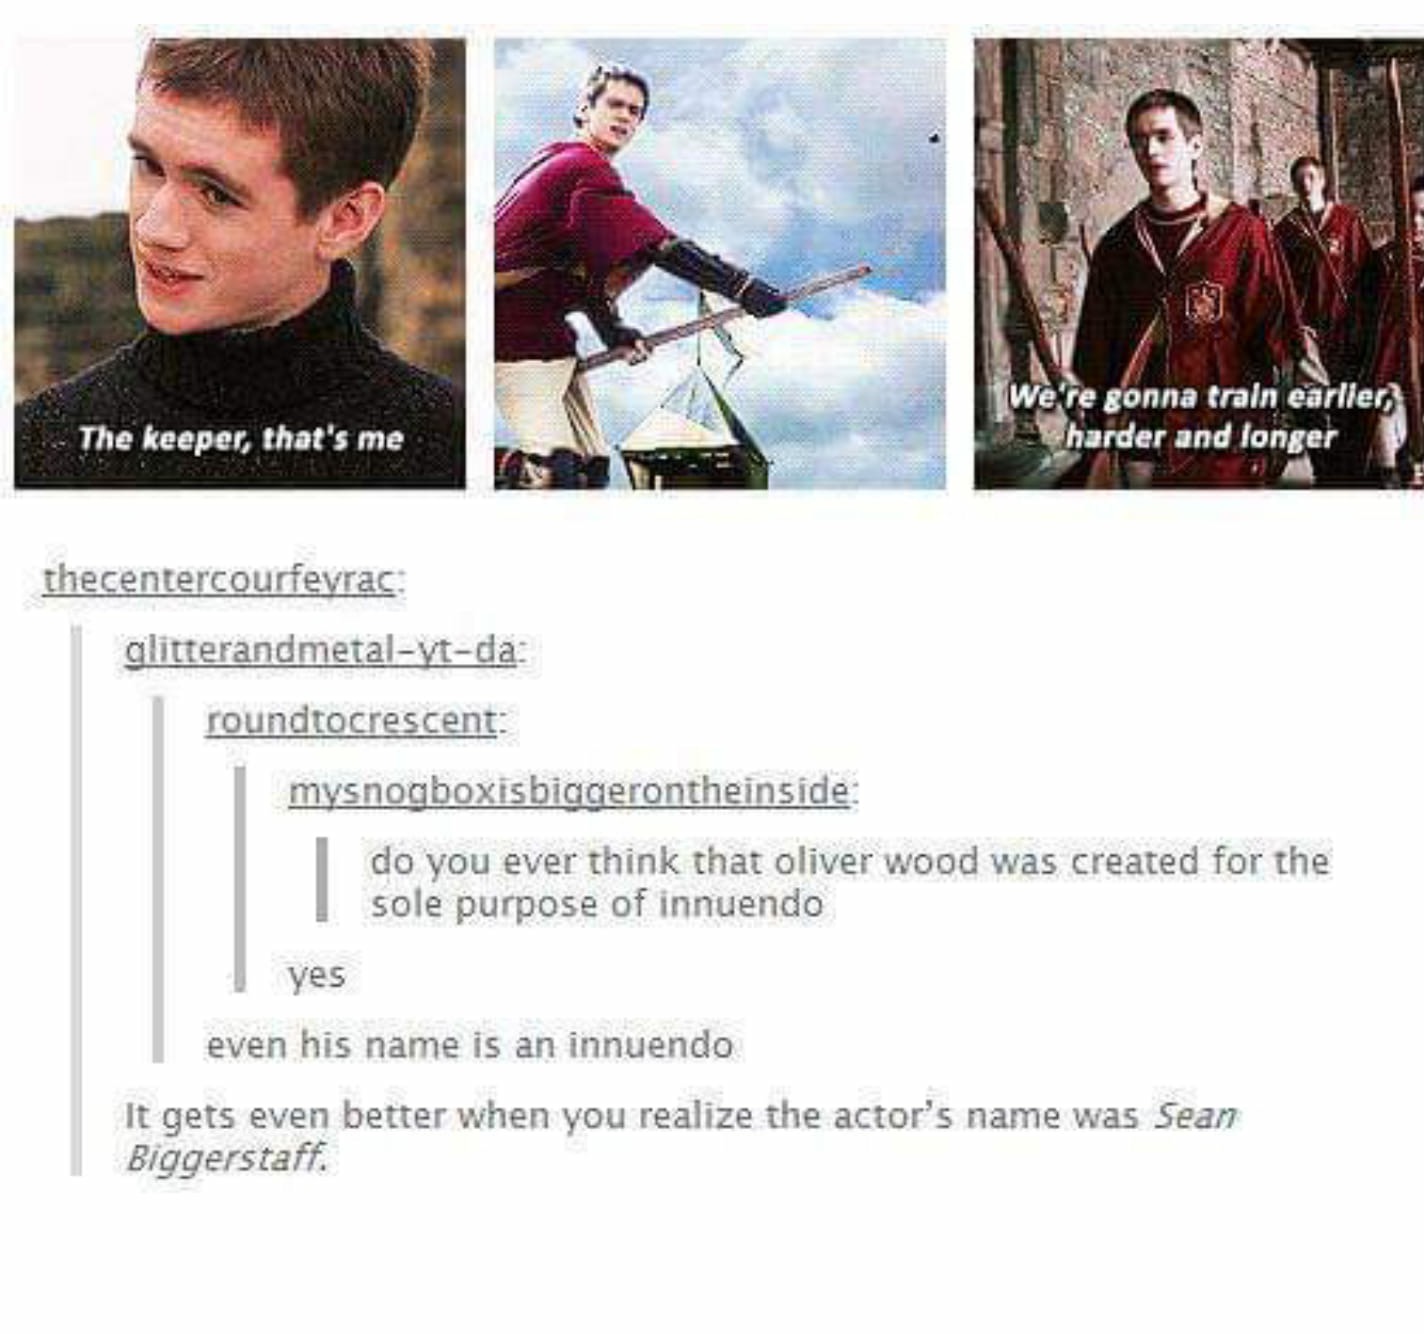 The keeper, that's me
We're gonna train earlier,
harder and longer
thecentercourfeyrac:
glitterandmetal-yt-da:
roundtocrescent:
mysnogboxisbiggerontheinside:
do you ever think that oliver wood was created for the
sole purpose of innuendo
yes
even his name is an innuendo
It gets even better when you realize the actor's name was Sean
Biggerstaff.